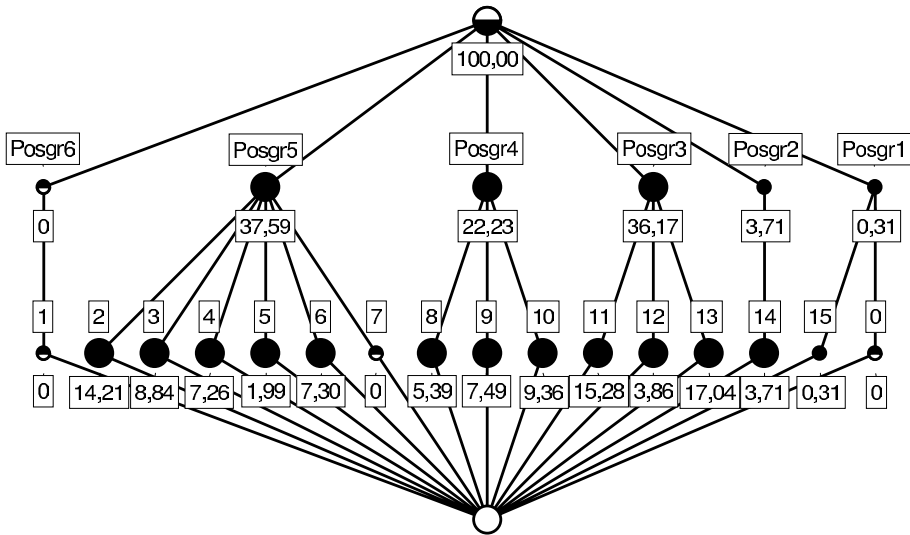 100,00
Posgr6 Posgr5 Posgr4 Posgr3 Posgr2 Posgr1
0 37,59 22,23 36,17 3,71 0,31
1 2 3 4 5 6 7 8 9 10 11 12 13 14 15 0
0 14,21 8,84 7,26 1,99 7,30 0 5,39 7,49 9,36 15,28 3,86 17,04 3,71 0,31 0